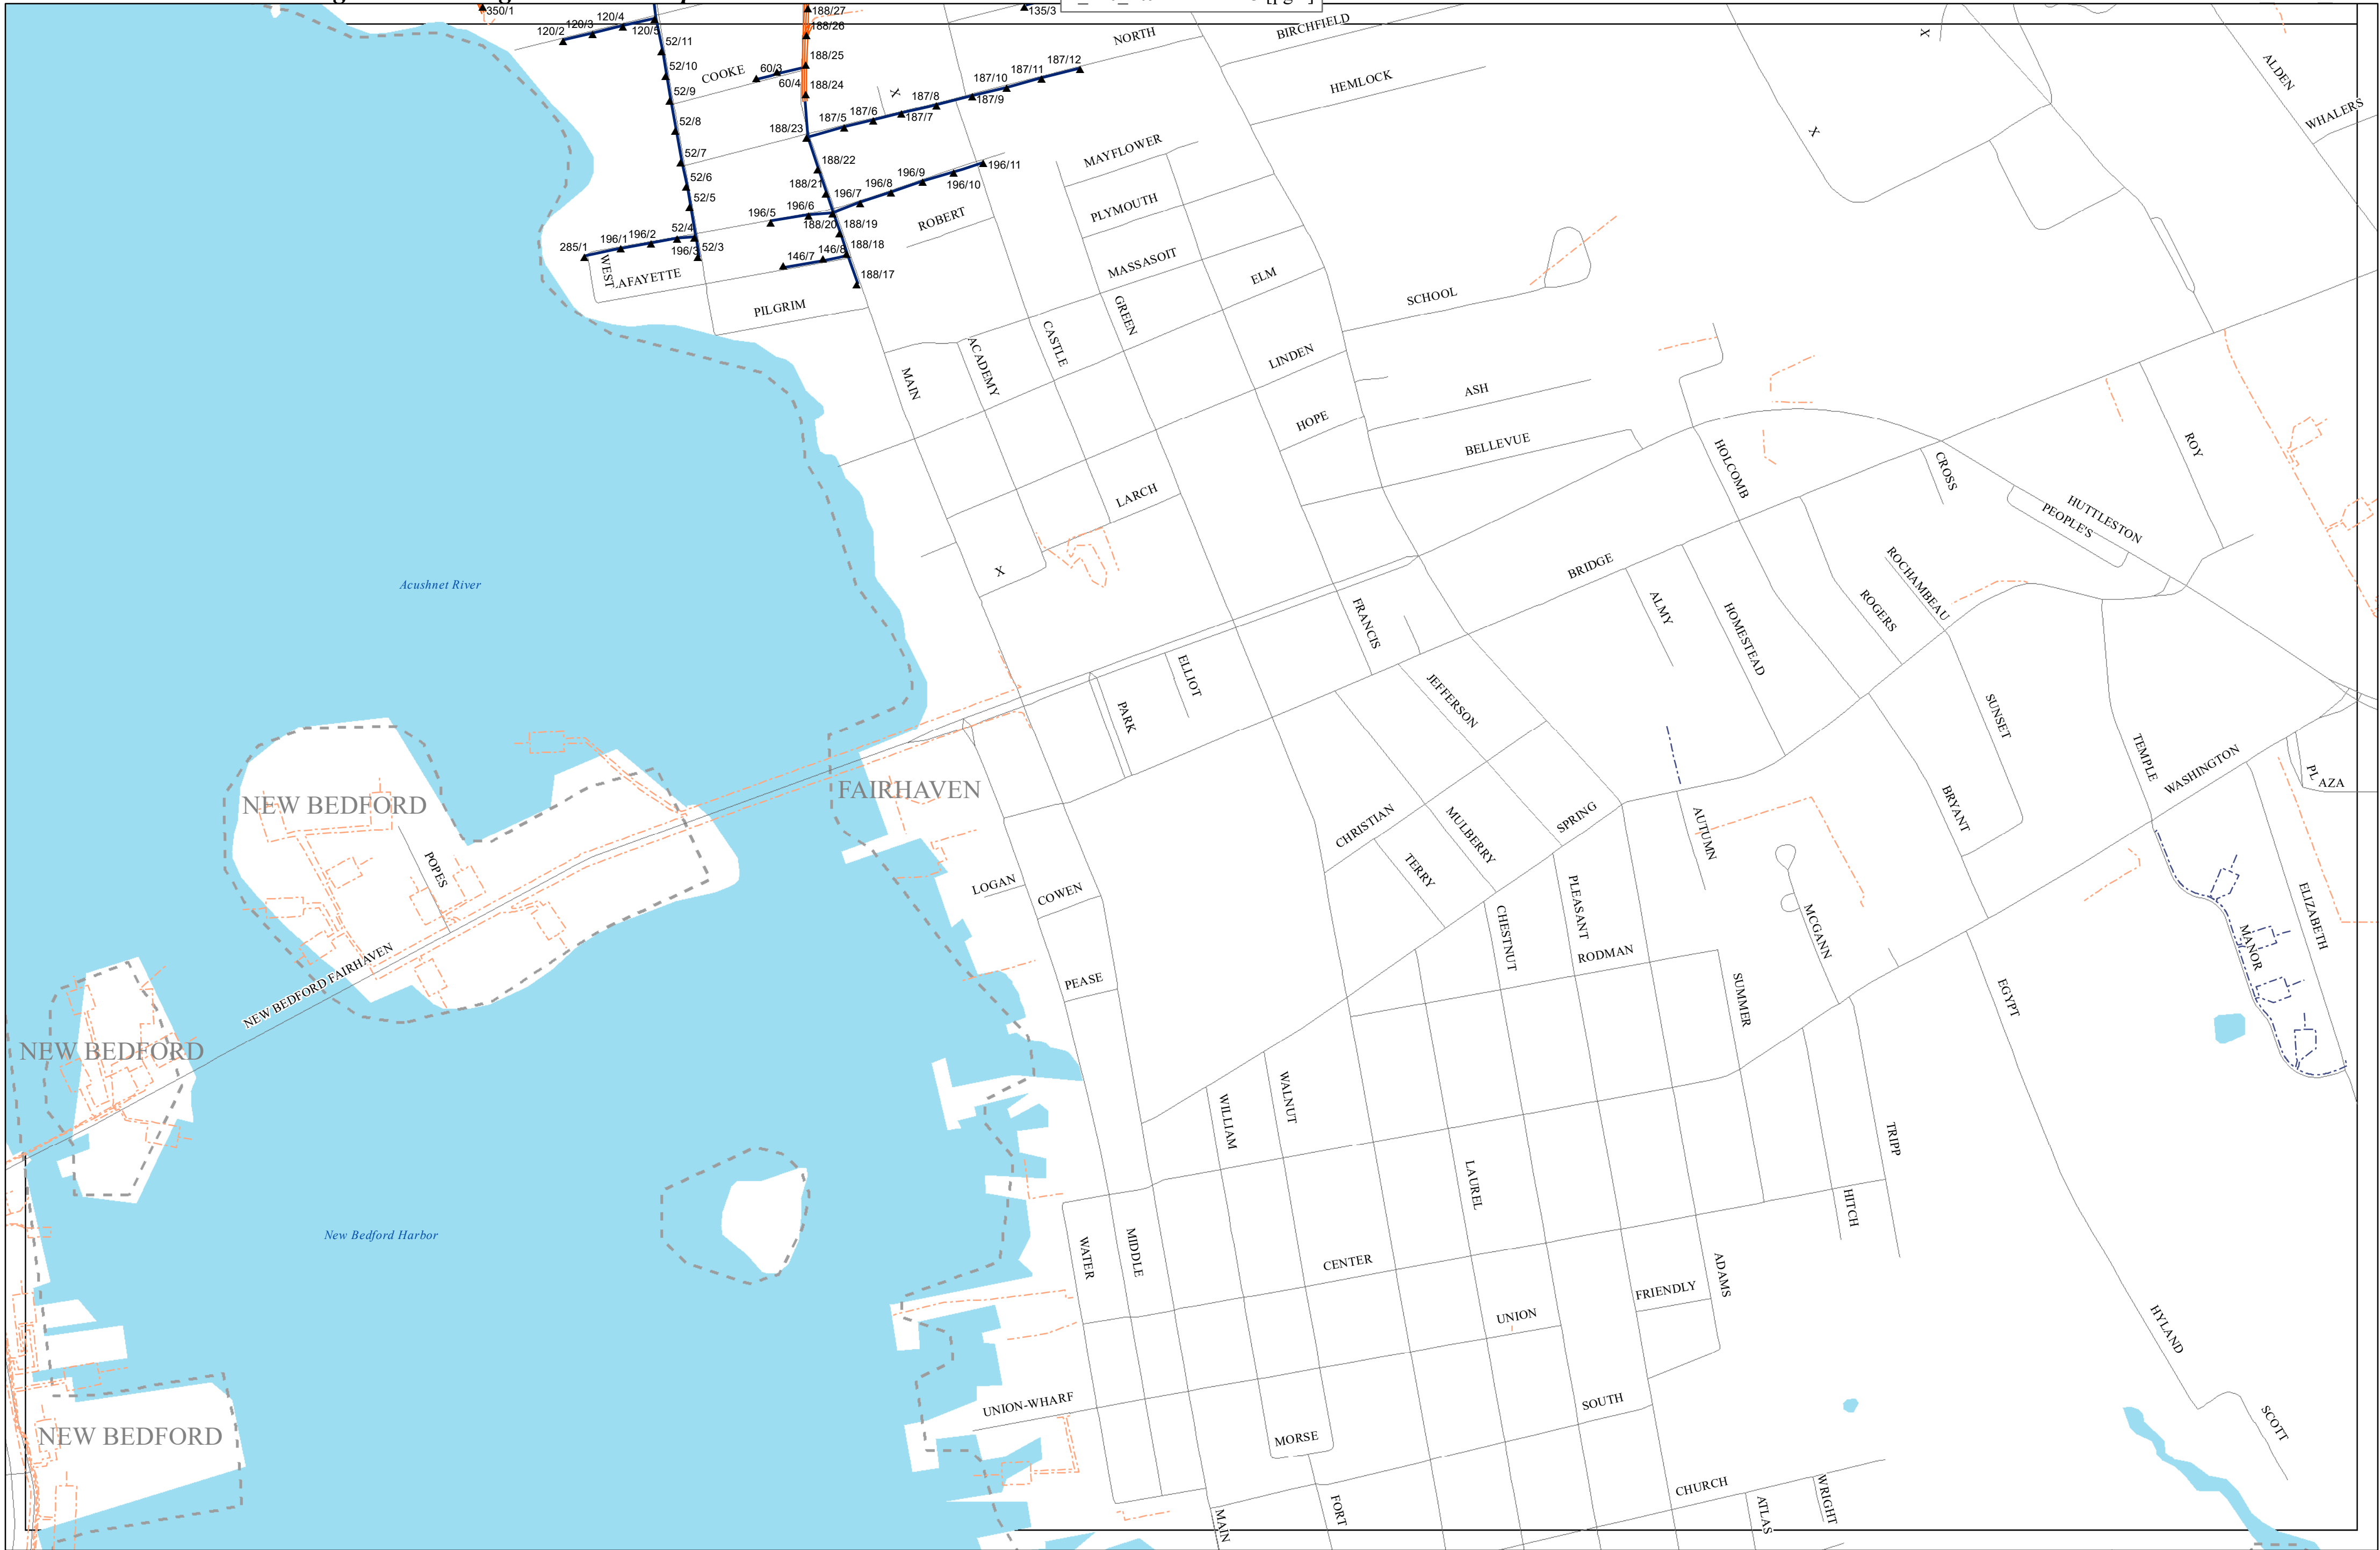 350/1
188/27
135/3
120/2
120/3
120/4
120/5
188/26
NORTH
BIRCHFIELD
X
52/11
52/10
COOKE
60/3
60/4
188/25
188/24
187/12
187/11
187/10
187/9
HEMLOCK
ALDEN
WHALERS
52/9
52/8
X
187/8
187/7
187/6
187/5
188/23
X
52/7
52/6
52/5
188/22
188/21
196/7
196/8
196/9
196/10
196/11
MAYFLOWER
PLYMOUTH
ROBERT
196/5
196/6
188/20
188/19
188/18
188/17
285/1
196/1
196/2
52/4
196/3
52/3
146/7
146/8
WEST
LAFAYETTE
PILGRIM
MASSASOIT
ELM
SCHOOL
GREEN
CASTLE
ACADEMY
MAIN
LINDEN
HOPE
ASH
BELLEVUE
LARCH
X
HOLCOMB
CROSS
ROY
HUTTLESTON
PEOPLE'S
Acushnet River
BRIDGE
ALMY
HOMESTEAD
ROGERS
ROCHAMBEAU
FRANCIS
ELLIOT
PARK
JEFFERSON
SUNSET
TEMPLE
WASHINGTON
PLAZA
NEW BEDFORD
FAIRHAVEN
POPES
CHRISTIAN
MULBERRY
SPRING
TERRY
AUTUMN
BRYANT
LOGAN
COWEN
CHESTNUT
PLEASANT
RODMAN
MCGANN
MANOR
ELIZABETH
NEW BEDFORD FAIRHAVEN
PEASE
SUMMER
EGYPT
NEW BEDFORD
WILLIAM
WALNUT
LAUREL
TRIPP
HITCH
New Bedford Harbor
WATER
MIDDLE
CENTER
FRIENDLY
ADAMS
UNION
HYLAND
UNION-WHARF
SOUTH
SCOTT
NEW BEDFORD
MORSE
CHURCH
WRIGHT
ATLAS
FORT
MAIN